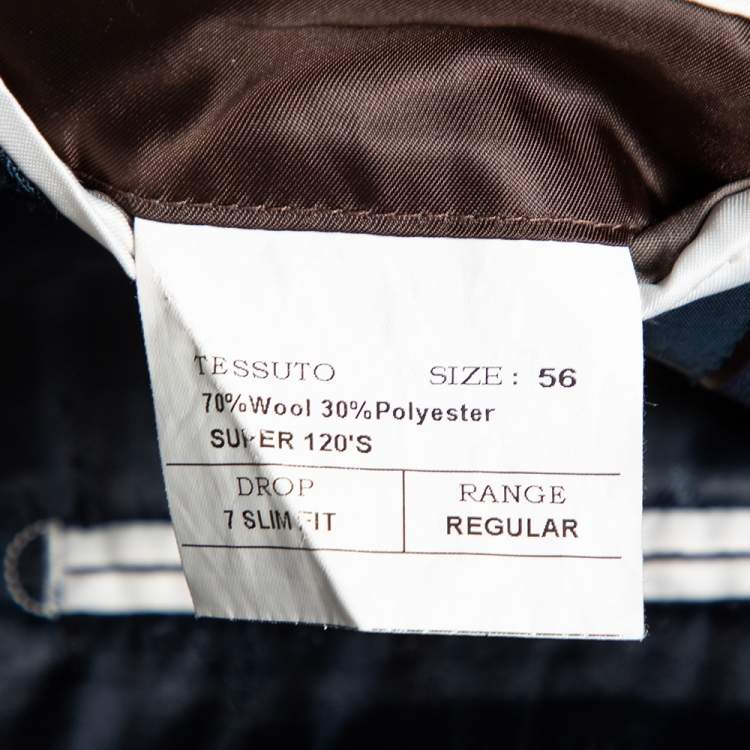 TESSUTO SIZE: 56
70%Wool 30%Polyester
SUPER 120'S
DROP RANGE
7 SLIM FIT REGULAR